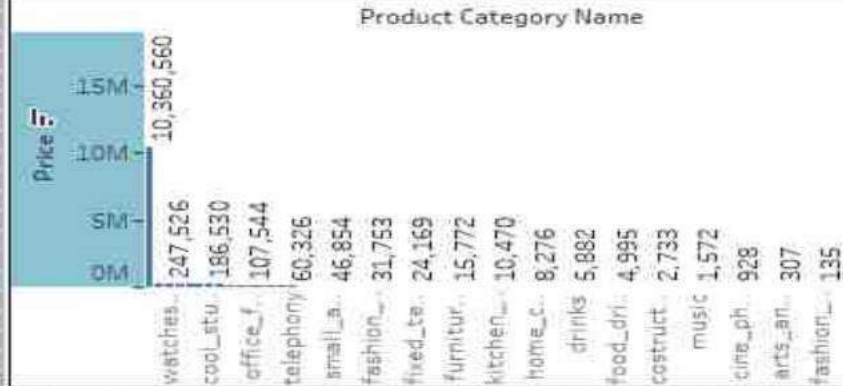 Product Category Name
Price
15M
10M
5M
0M
10,360,560
247,526
186,530
107,544
60,326
46,854
31,753
24,169
15,772
10,470
8,276
5,882
4,995
2,733
1,572
928
307
135
watches..
cool_stu..
office_f..
telephony
small_a..
fashion_..
fixed_te..
furnitur..
kitchen_..
home_c..
drinks
food_dri..
costruct..
music
cine_ph..
arts_an..
fashion_..